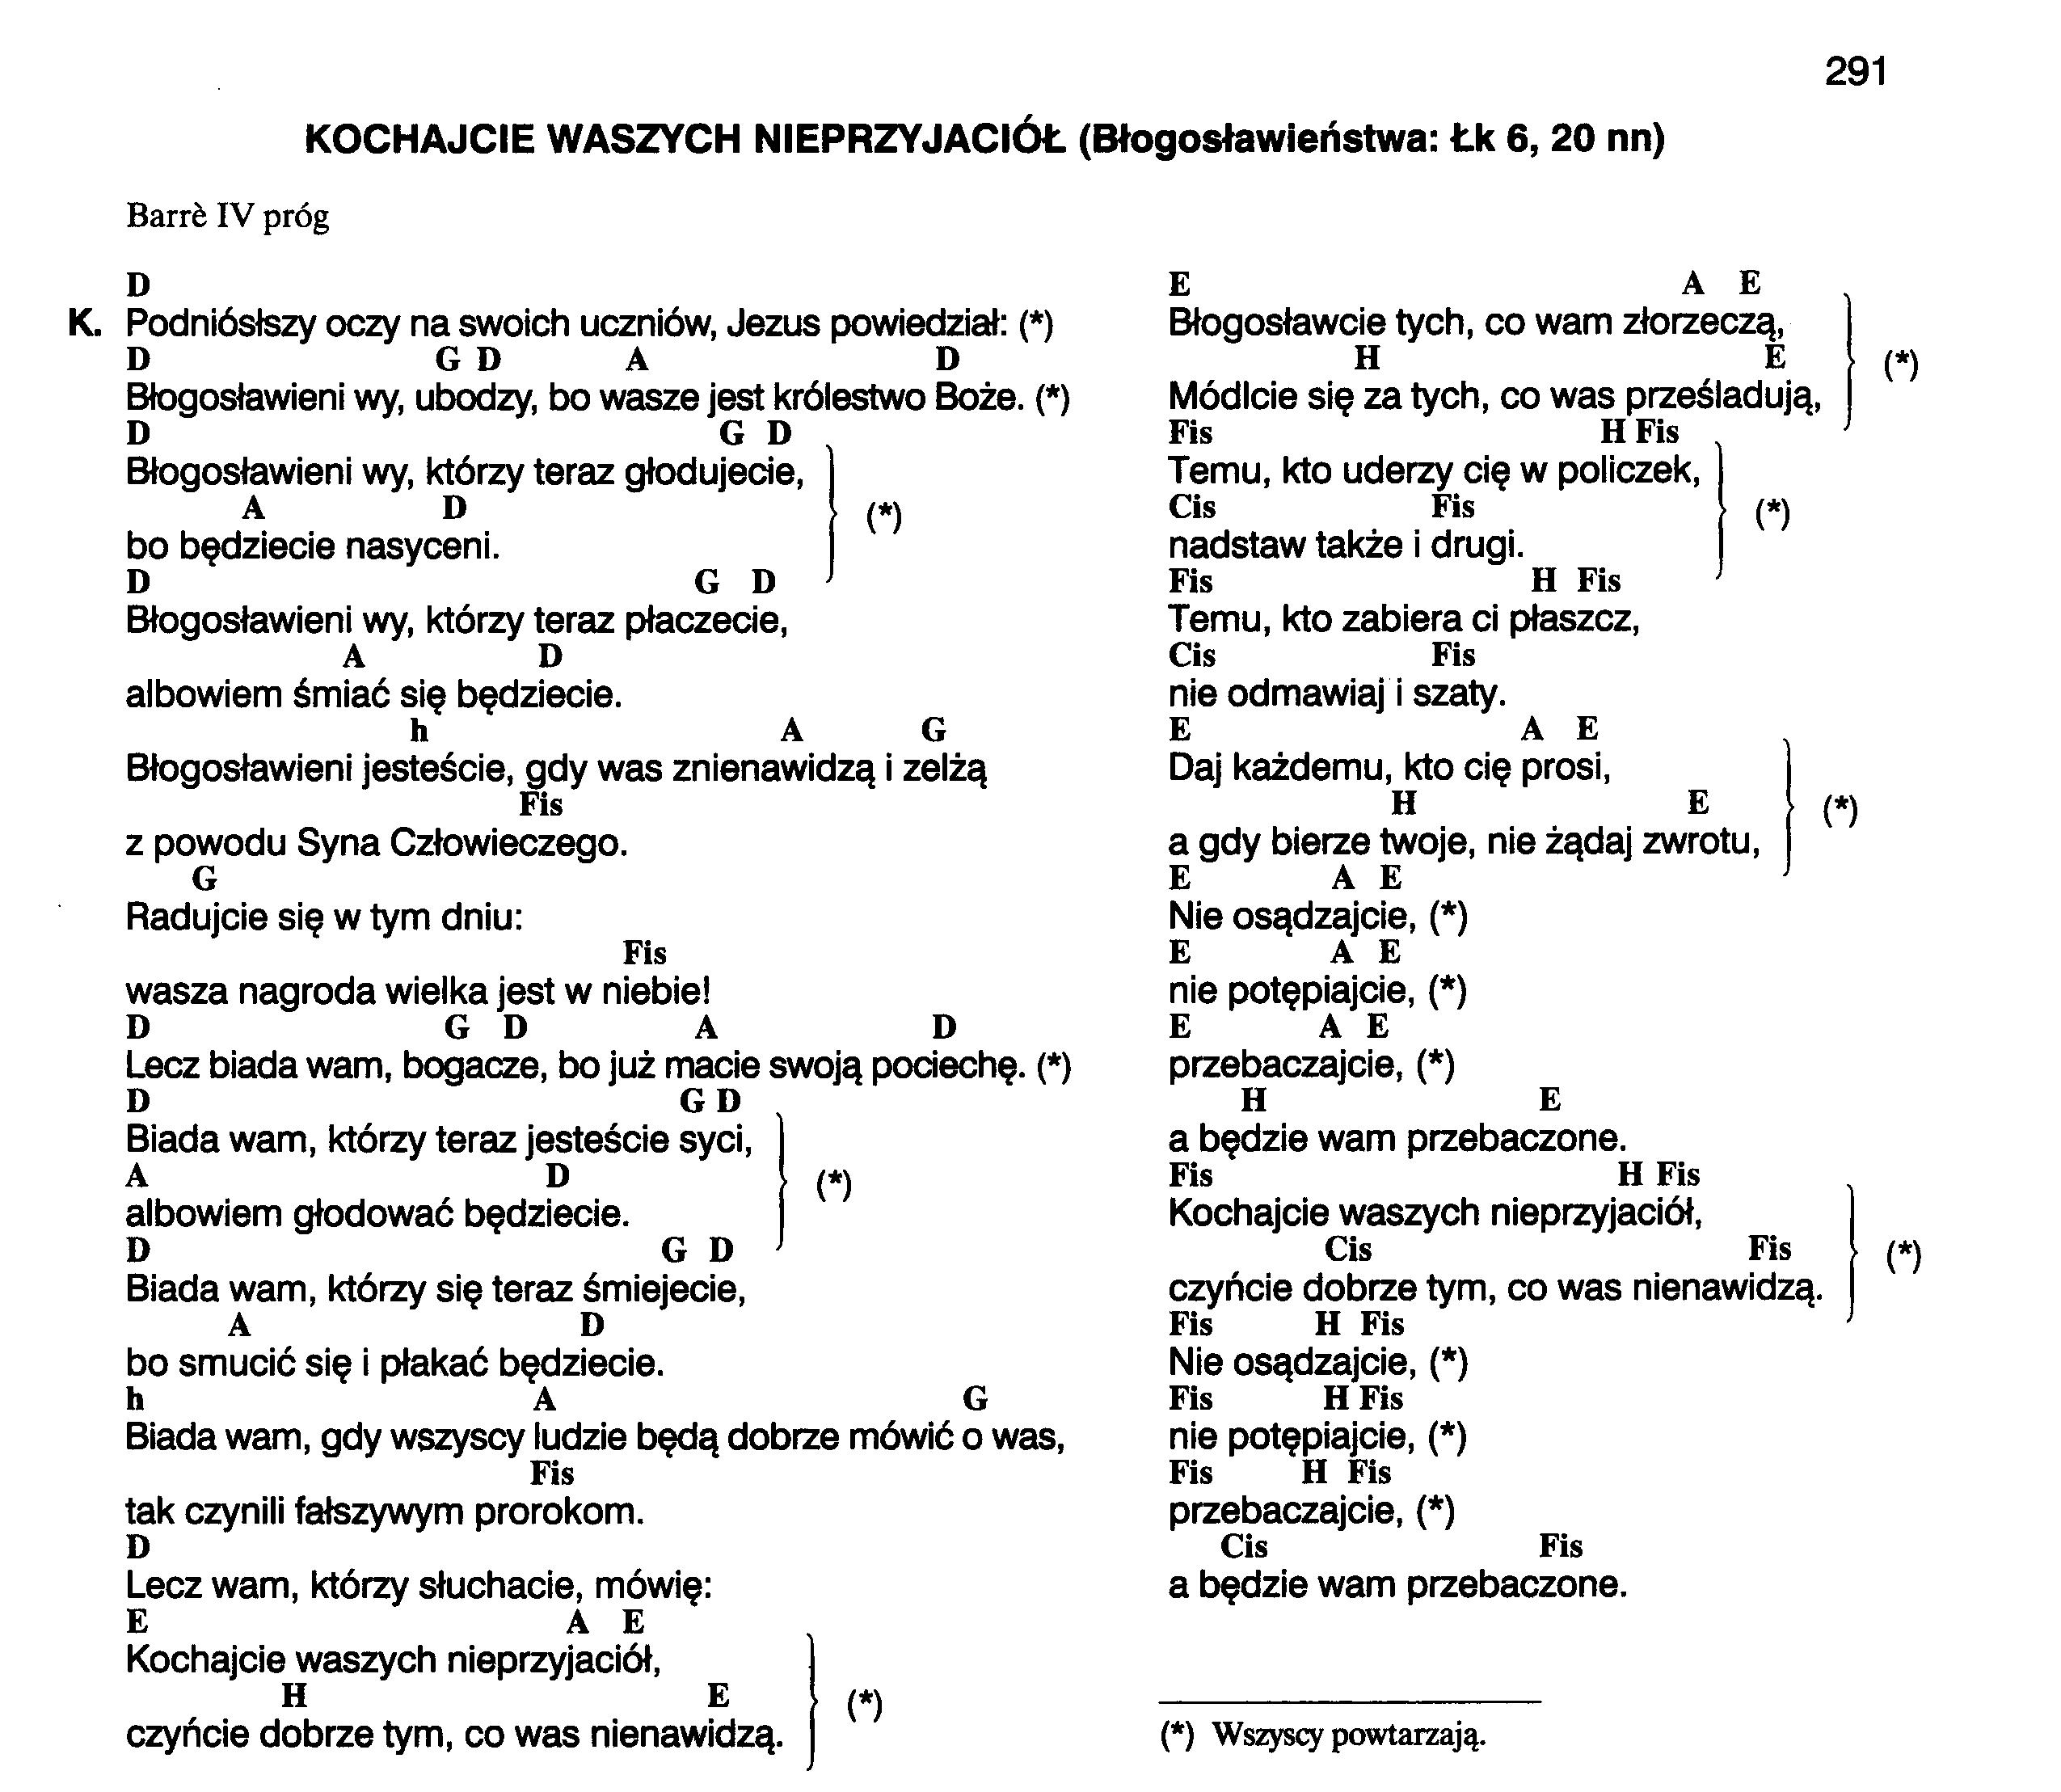 291
KOCHAJCIE WASZYCH NIEPRZYJACIÓŁ (Błogosławieństwa: Łk 6, 20 nn)
Barrè IV próg
D
K. Podniósłszy oczy na swoich uczniów, Jezus powiedział: (*)
D G D A D
Błogosławieni wy, ubodzy, bo wasze jest królestwo Boże. (*)
D G D
Błogosławieni wy, którzy teraz głodujecie,
A D
(*)
bo będziecie nasyceni.
D G D
Błogosławieni wy, którzy teraz płaczecie,
A D
albowiem śmiać się będziecie.
h A G
Błogosławieni jesteście, gdy was znienawidzą i zelżą
Fis
z powodu Syna Człowieczego.
G
Radujcie się w tym dniu:
Fis
wasza nagroda wielka jest w niebie!
D G D A D
Lecz biada wam, bogacze, bo już macie swoją pociechę. (*)
D G D
Biada wam, którzy teraz jesteście syci,
A D
(*)
albowiem głodować będziecie.
D G D
Biada wam, którzy się teraz śmiejecie,
A D
bo smucić się i płakać będziecie.
h A G
Biada wam, gdy wszyscy ludzie będą dobrze mówić o was,
Fis
tak czynili fałszywym prorokom.
D
Lecz wam, którzy słuchacie, mówię:
E A E
Kochajcie waszych nieprzyjaciół,
H E
(*)
czyńcie dobrze tym, co was nienawidzą.
E A E
Błogosławcie tych, co wam złorzeczą,
H E
(*)
Módlcie się za tych, co was prześladują,
Fis H Fis
Temu, kto uderzy cię w policzek,
Cis Fis
(*)
nadstaw także i drugi.
Fis H Fis
Temu, kto zabiera ci płaszcz,
Cis Fis
nie odmawiaj i szaty.
E A E
Daj każdemu, kto cię prosi,
H E
(*)
a gdy bierze twoje, nie żądaj zwrotu,
E A E
Nie osądzajcie, (*)
E A E
nie potępiajcie, (*)
E A E
przebaczajcie, (*)
H E
a będzie wam przebaczone.
Fis H Fis
Kochajcie waszych nieprzyjaciół,
Cis Fis
(*)
czyńcie dobrze tym, co was nienawidzą.
Fis H Fis
Nie osądzajcie, (*)
Fis H Fis
nie potępiajcie, (*)
Fis H Fis
przebaczajcie, (*)
Cis Fis
a będzie wam przebaczone.
(*) Wszyscy powtarzają.